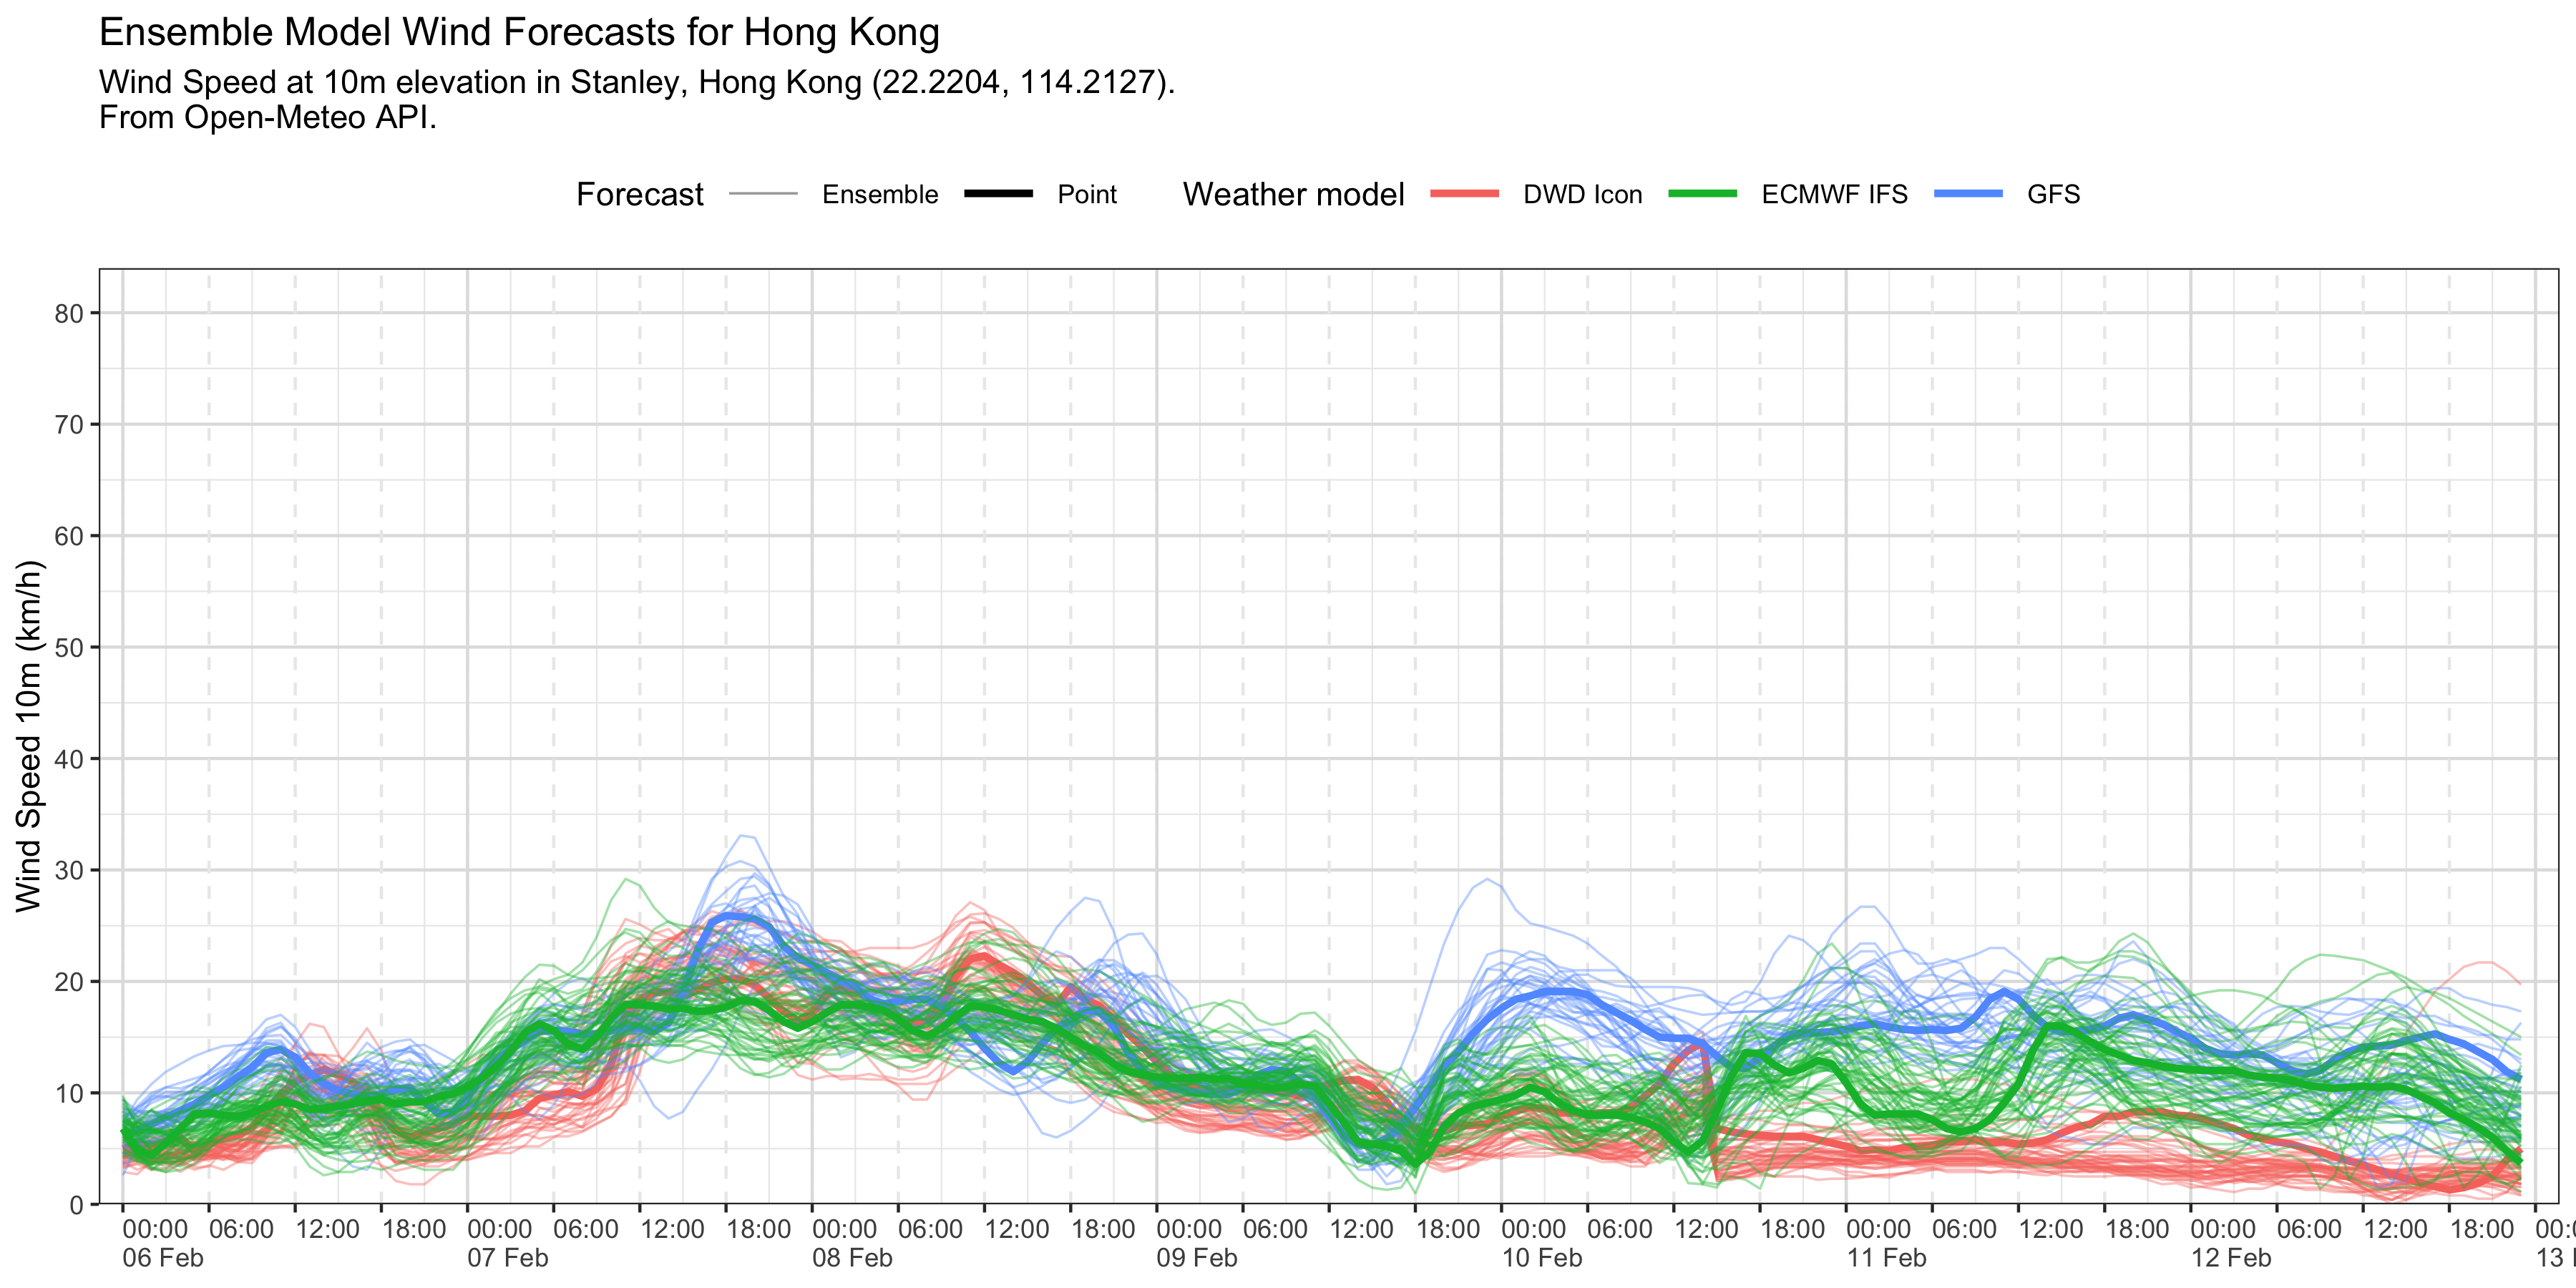 Ensemble Model Wind Forecasts for Hong Kong
Wind Speed at 10m elevation in Stanley, Hong Kong (22.2204, 114.2127).
From Open-Meteo API.
Forecast Ensemble Point Weather model DWD Icon ECMWF IFS GFS
Wind Speed 10m (km/h)
80
70
60
50
40
30
20
10
0
00:00 06:00 12:00 18:00 00:00 06:00 12:00 18:00 00:00 06:00 12:00 18:00 00:00 06:00 12:00 18:00 00:00 06:00 12:00 18:00 00:00 06:00 12:00 18:00 00:00 06:00 12:00 18:00
06 Feb 07 Feb 08 Feb 09 Feb 10 Feb 11 Feb 12 Feb 13